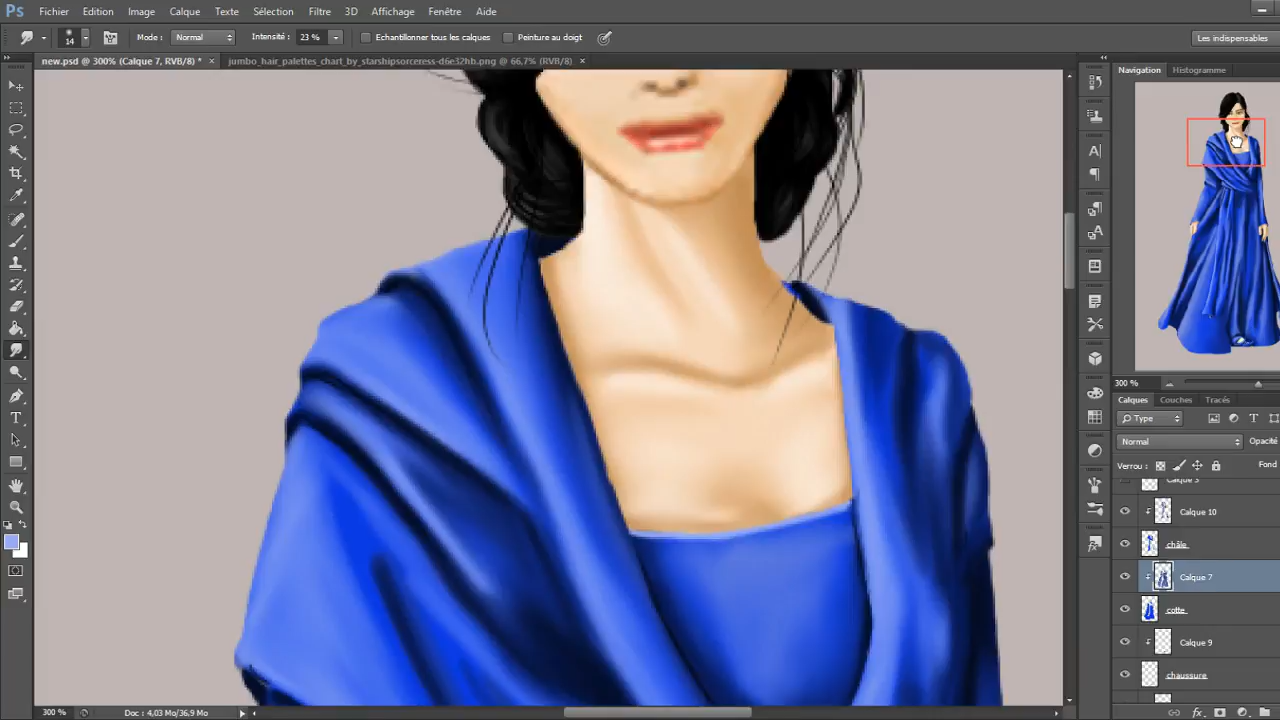 Ps Fichier Edition Image Calque Texte Sélection Filtre 3D Affichage Fenêtre Aide
14 Mode : Normal Intensité : 23 % Echantillonner tous les calques Peinture au doigt Les indispensables
new.psd @ 300% (Calque 7, RVB/8) * × jumbo_hair_palettes_chart_by_starshipsorceress-d6e32hb.png @ 66,7% (RVB/8) ×
Navigation Histogramme
300 %
Calques Couches Tracés
Type
Normal Opacité
Verrou : Fond
Calque 3
Calque 10
châle
Calque 7
cotte
Calque 9
chaussure
300 % Doc : 4,03 Mo/36,9 Mo